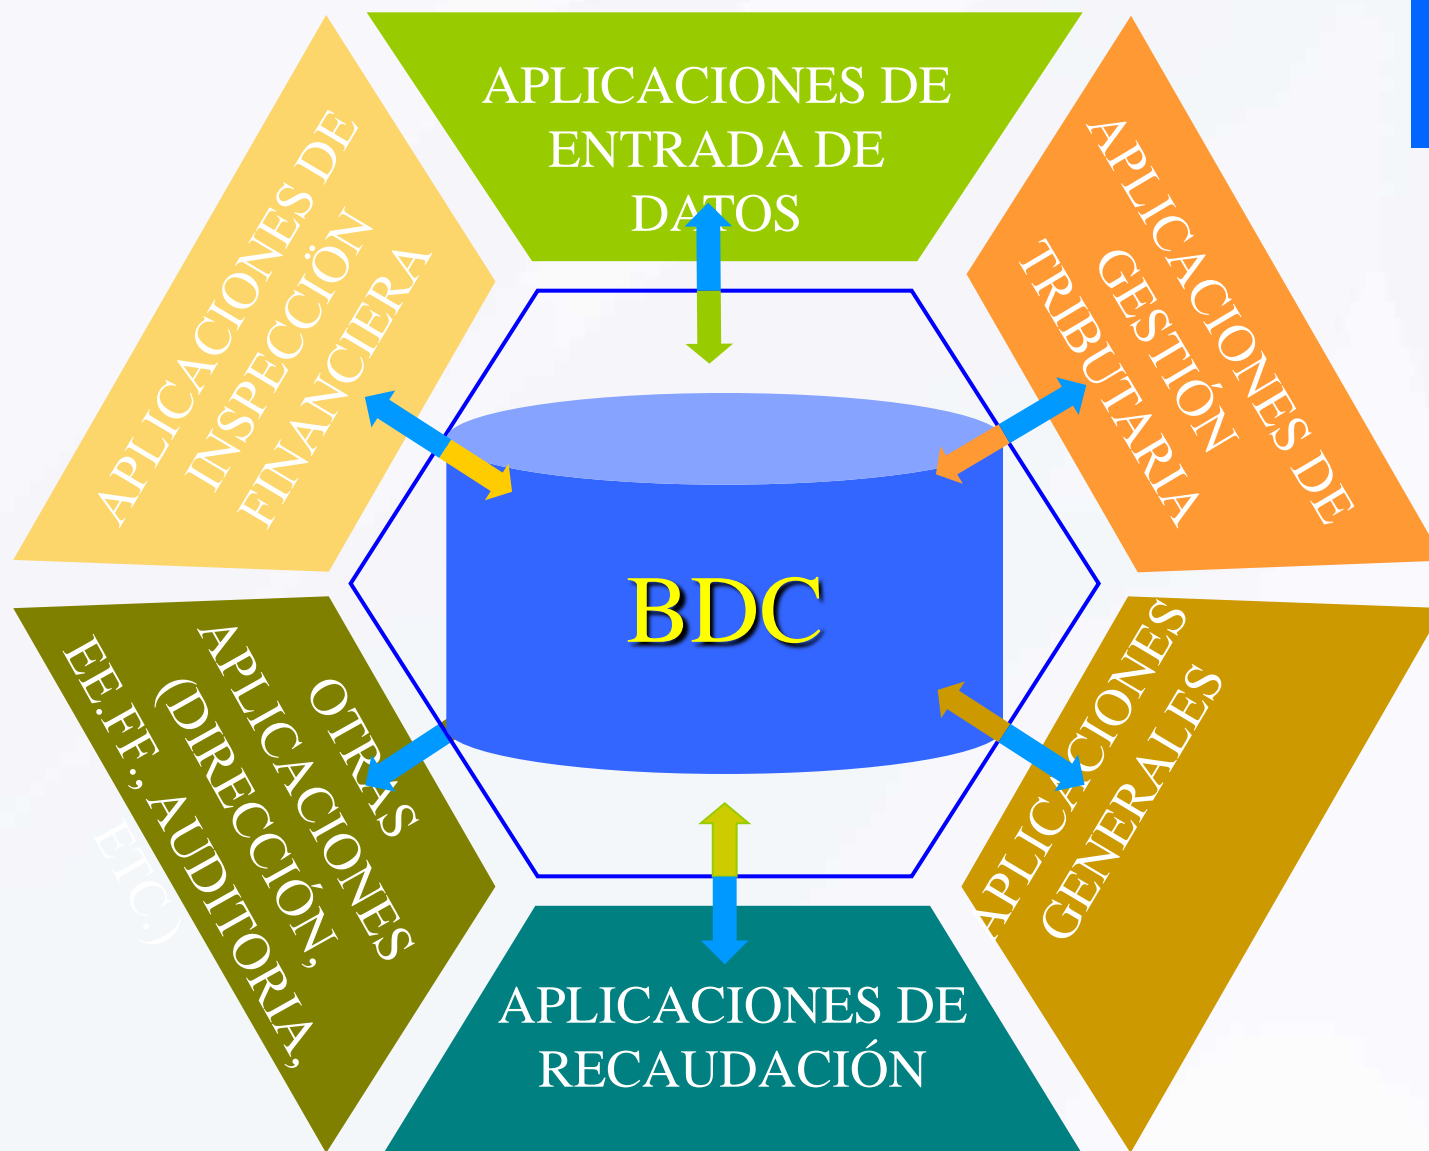 APLICACIONES DE
ENTRADA DE
DATOS
APLICACIONES DE
INSPECCIÖN
FINANCIERA
APLICACIONES DE
GESTIÓN
TRIBUTARIA
BDC
OTRAS
APLICACIONES
(DIRECCIÓN,
EE.FF., AUDITORIA,
ETC.)
APLICACIONES
GENERALES
APLICACIONES DE
RECAUDACIÓN